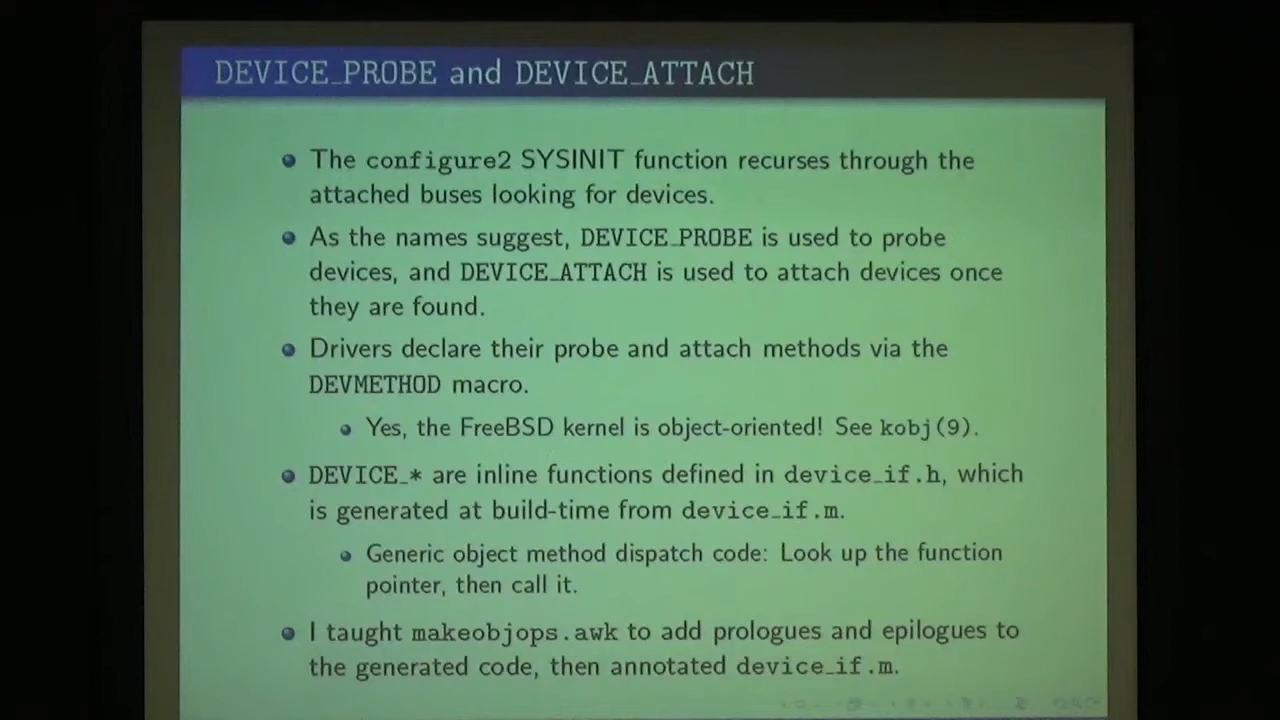 DEVICE_PROBE and DEVICE_ATTACH
The configure2 SYSINIT function recurses through the
attached buses looking for devices.
As the names suggest, DEVICE_PROBE is used to probe
devices, and DEVICE_ATTACH is used to attach devices once
they are found.
Drivers declare their probe and attach methods via the
DEVMETHOD macro.
Yes, the FreeBSD kernel is object-oriented! See kobj(9).
DEVICE_* are inline functions defined in device_if.h, which
is generated at build-time from device_if.m.
Generic object method dispatch code: Look up the function
pointer, then call it.
I taught makeobjops.awk to add prologues and epilogues to
the generated code, then annotated device_if.m.